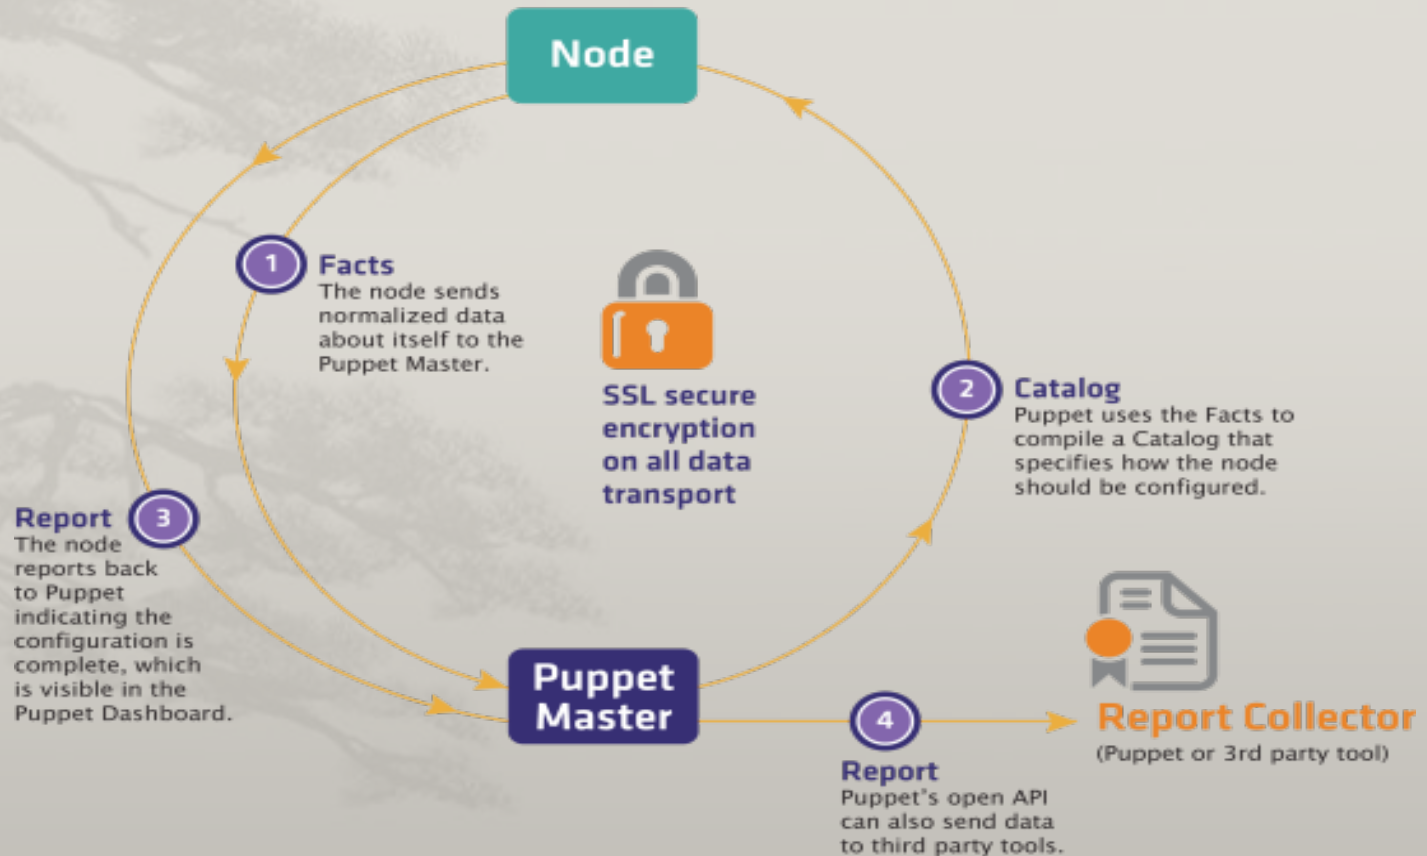 Node
1
Facts
The node sends
normalized data
about itself to the
Puppet Master.
SSL secure
encryption
on all data
transport
2
Catalog
Puppet uses the Facts to
compile a Catalog that
specifies how the node
should be configured.
3
Report
The node
reports back
to Puppet
indicating the
configuration is
complete, which
is visible in the
Puppet Dashboard.
Puppet
Master
4
Report
Puppet's open API
can also send data
to third party tools.
Report Collector
(Puppet or 3rd party tool)